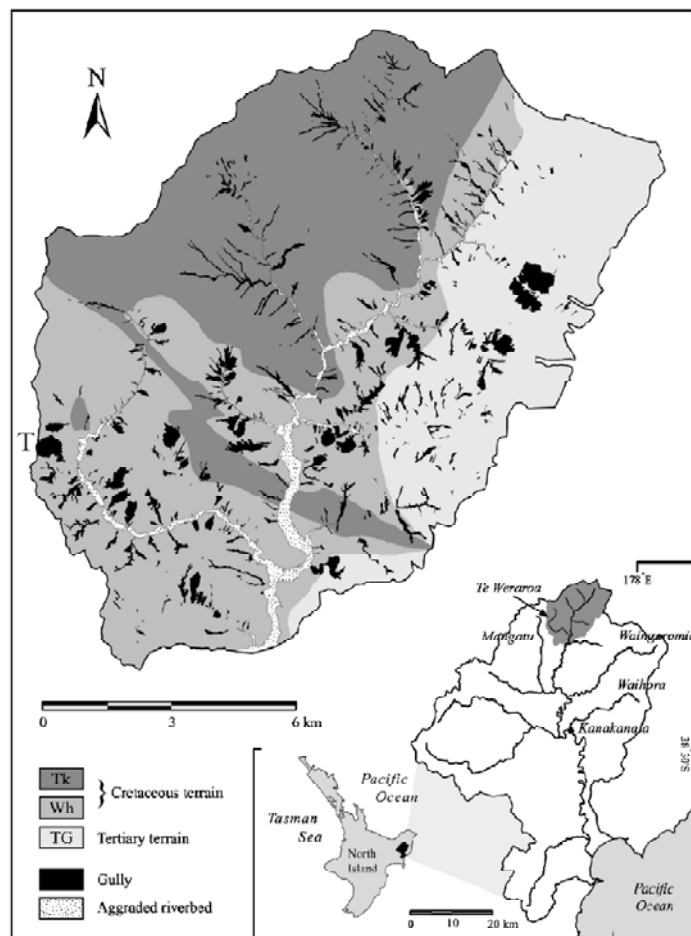 N
T
0 3 6 km
Tk
Wh
Cretaceous terrain
TG
Tertiary terrain
Gully
Aggraded riverbed
178°E
Te Weraroa
Mangatu
Waingaromia
Waihora
Kanakanaia
38°30'S
Pacific
Ocean
Tasman
Sea
North
Island
Pacific
Ocean
0 10 20 km